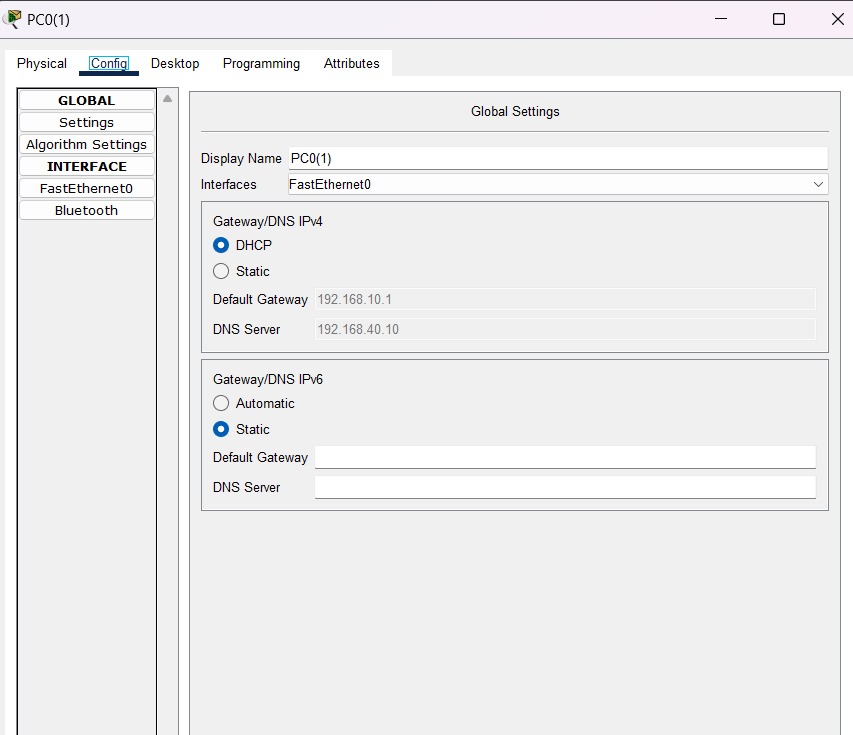 PC0(1)
Physical Config Desktop Programming Attributes
GLOBAL
Settings
Algorithm Settings
INTERFACE
FastEthernet0
Bluetooth
Global Settings
Display Name PC0(1)
Interfaces FastEthernet0
Gateway/DNS IPv4
DHCP
Static
Default Gateway 192.168.10.1
DNS Server 192.168.40.10
Gateway/DNS IPv6
Automatic
Static
Default Gateway
DNS Server